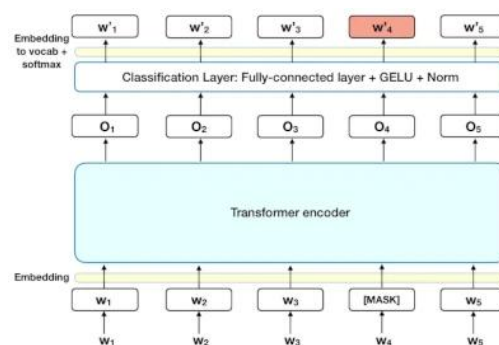 Embedding
to vocab +
softmax
w'₁ w'₂ w'₃ w'₄ w'₅
Classification Layer: Fully-connected layer + GELU + Norm
O₁ O₂ O₃ O₄ O₅
Transformer encoder
Embedding
w₁ w₂ w₃ [MASK] w₅
w₁ w₂ w₃ w₄ w₅